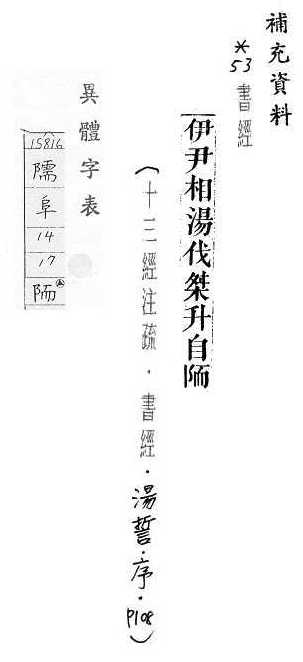 補充資料
*53 書經
伊尹相湯伐桀升自陑
(十三經注疏·書經·湯誓·序·P108)
異體字表
15816
隭
阜
14
17
陑